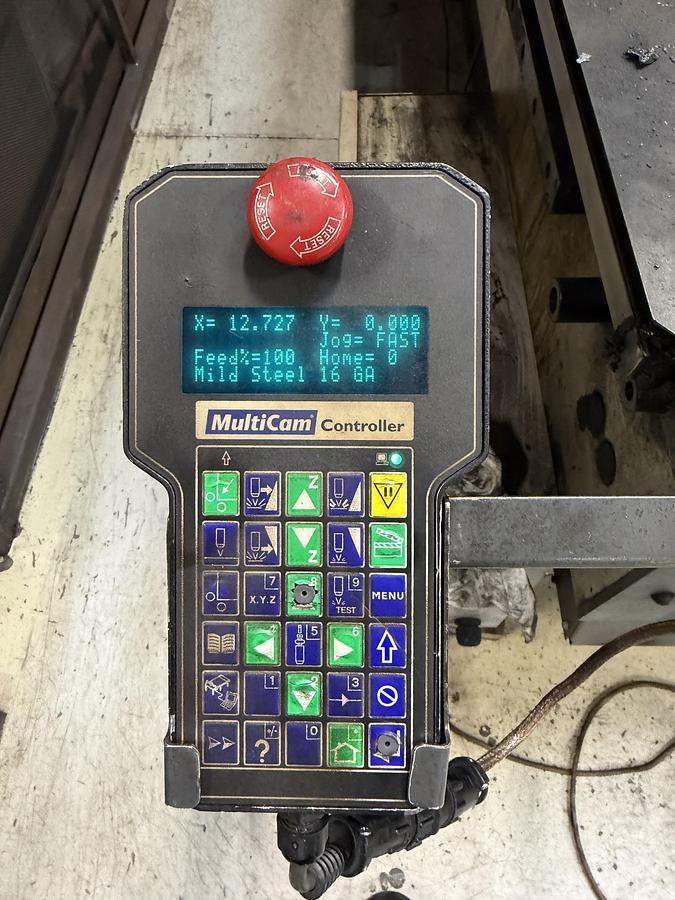 RESET
RESET
X= 12.727 Y= 0.000
Jog= FAST
Feed%=100 Home= 0
Mild Steel 16 GA
MultiCam® Controller
Z
Z
7 X.Y.Z
8
9 TEST
MENU
5
6
1
2
3
+/-
?
0